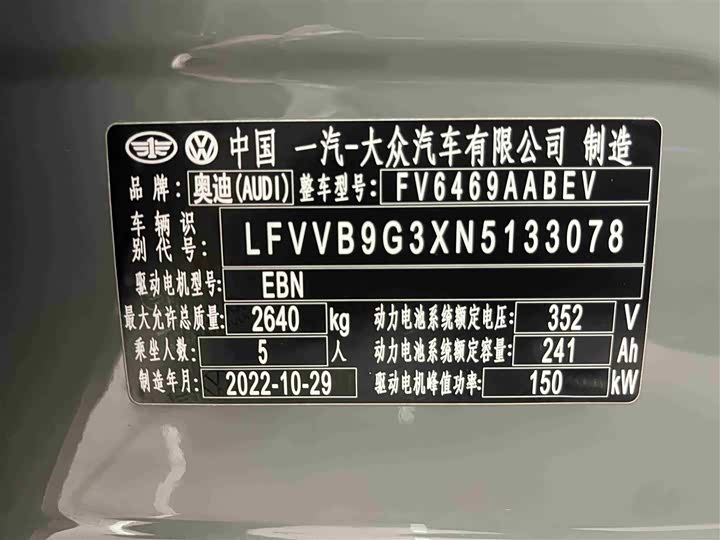 中国 一汽-大众汽车有限公司 制造
品牌: 奥迪(AUDI) 整车型号: FV6469AABEV
车辆识别代号: LFVVB9G3XN5133078
驱动电机型号: EBN
最大允许总质量: 2640 kg 动力电池系统额定电压: 352 V
乘坐人数: 5 人 动力电池系统额定容量: 241 Ah
制造年月: 2022-10-29 驱动电机峰值功率: 150 kW